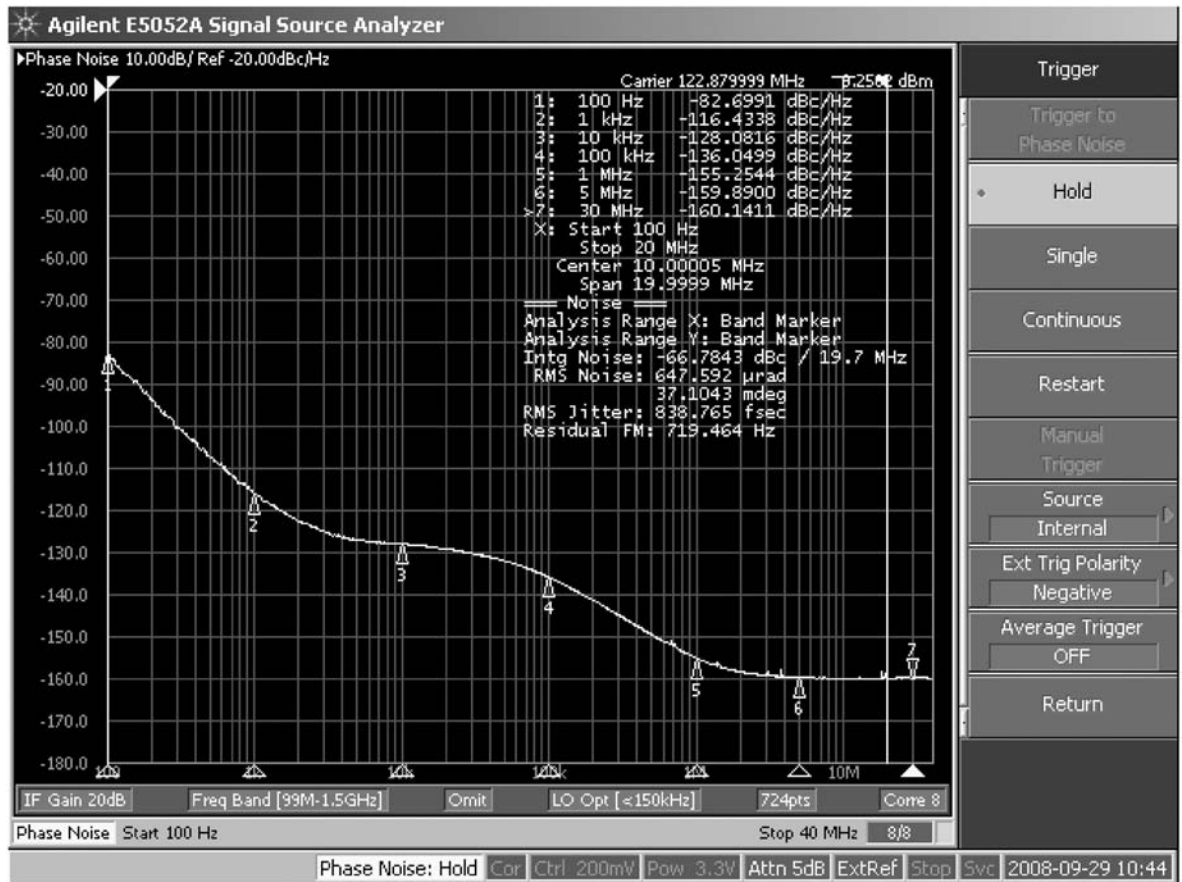 Agilent E5052A Signal Source Analyzer
▶Phase Noise 10.00dB/ Ref -20.00dBc/Hz
Carrier 122.879999 MHz dBm
1: 100 Hz -82.6991 dBc/Hz
2: 1 kHz -116.4338 dBc/Hz
3: 10 kHz -128.0816 dBc/Hz
4: 100 kHz -136.0499 dBc/Hz
5: 1 MHz -155.2544 dBc/Hz
6: 5 MHz -159.8900 dBc/Hz
>7: 30 MHz -160.1411 dBc/Hz
X: Start 100 Hz
Stop 20 MHz
Center 10.00005 MHz
Span 19.9999 MHz
=== Noise ===
Analysis Range X: Band Marker
Analysis Range Y: Band Marker
Intg Noise: -66.7843 dBc / 19.7 MHz
RMS Noise: 647.592 µrad
37.1043 mdeg
RMS Jitter: 838.765 fsec
Residual FM: 719.464 Hz
-20.00
-30.00
-40.00
-50.00
-60.00
-70.00
-80.00
-90.00
-100.0
-110.0
-120.0
-130.0
-140.0
-150.0
-160.0
-170.0
-180.0
1
2
3
4
5
6
7
10M
IF Gain 20dB
Freq Band [99M-1.5GHz]
Omit
LO Opt [<150kHz]
724pts
Corre 8
Phase Noise Start 100 Hz
Stop 40 MHz 8/8
Phase Noise: Hold Cor Ctrl 200mV Pow 3.3V Attn 5dB ExtRef Stop Svc 2008-09-29 10:44
Trigger
Trigger to
Phase Noise
Hold
Single
Continuous
Restart
Manual
Trigger
Source
Internal
Ext Trig Polarity
Negative
Average Trigger
OFF
Return